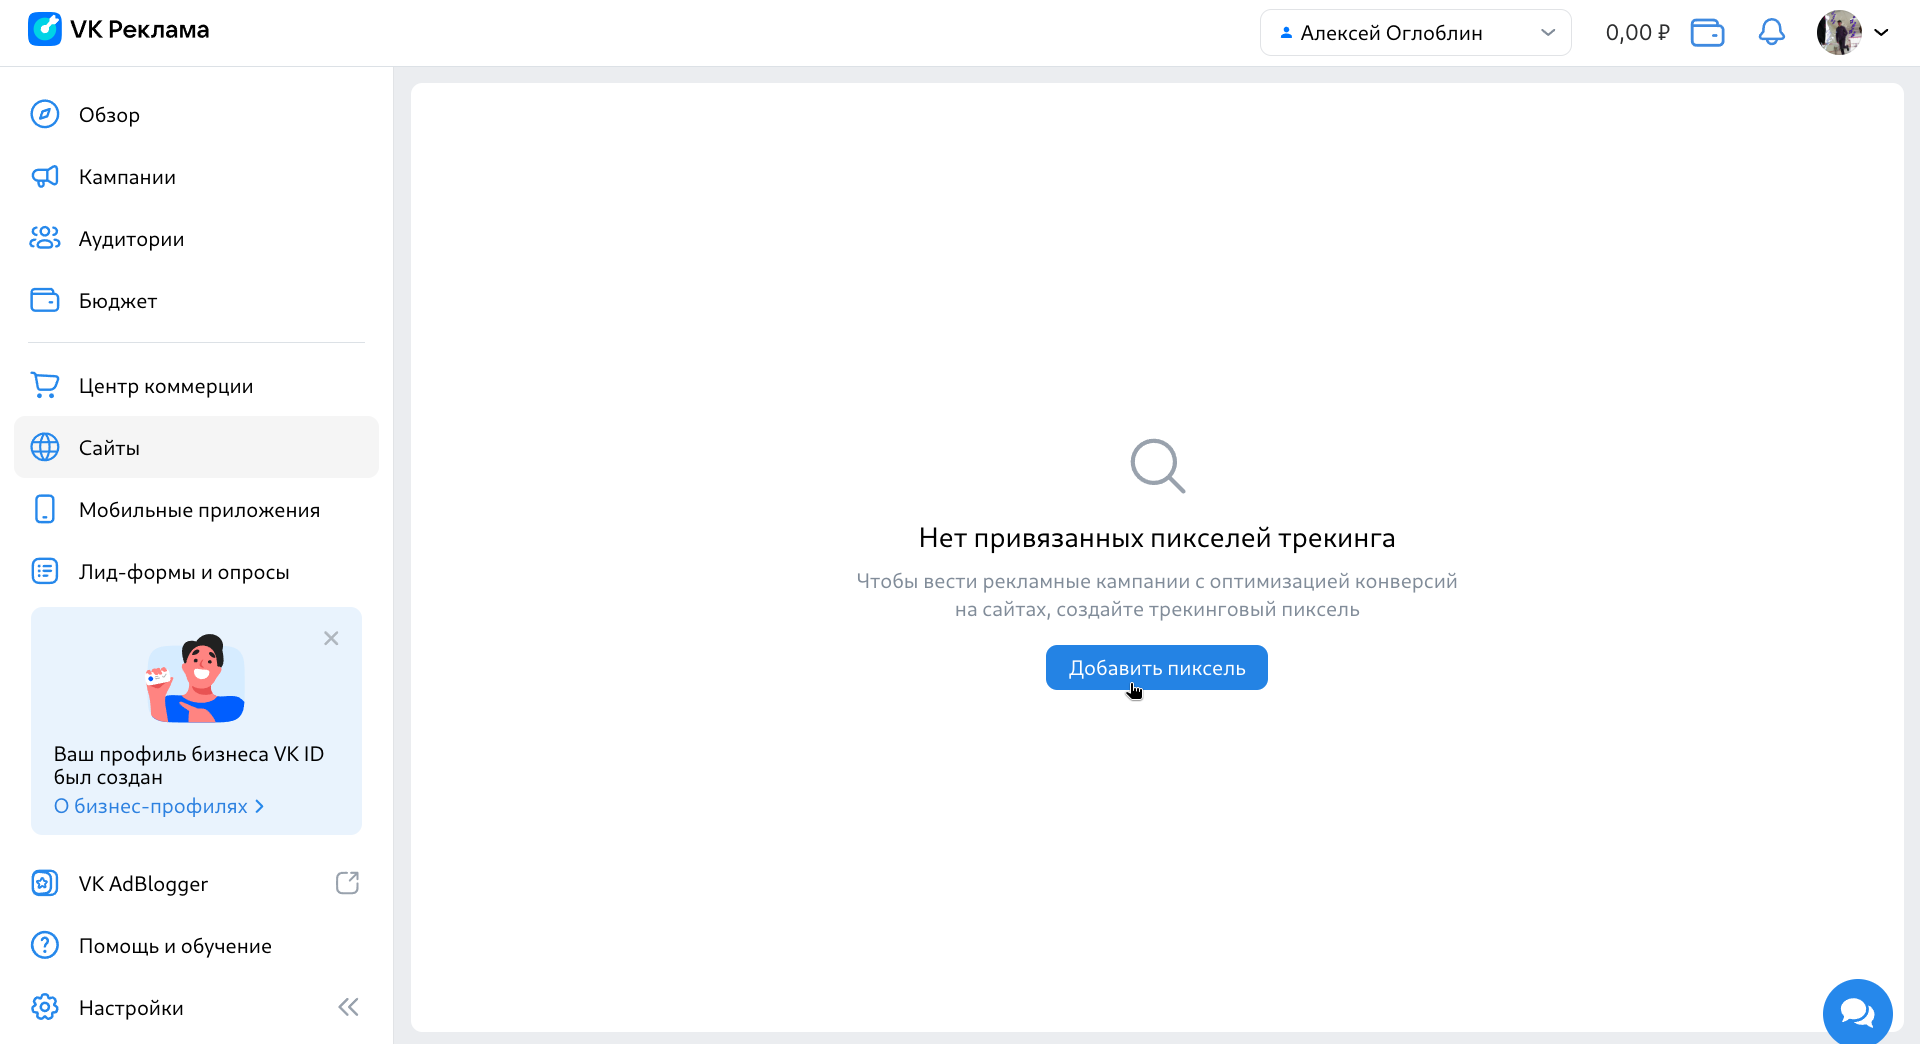 VK Реклама
Алексей Оглоблин
0,00 ₽
Обзор
Кампании
Аудитории
Бюджет
Центр коммерции
Сайты
Мобильные приложения
Лид-формы и опросы
Ваш профиль бизнеса VK ID
был создан
О бизнес-профилях
VK AdBlogger
Помощь и обучение
Настройки
Нет привязанных пикселей трекинга
Чтобы вести рекламные кампании с оптимизацией конверсий
на сайтах, создайте трекинговый пиксель
Добавить пиксель